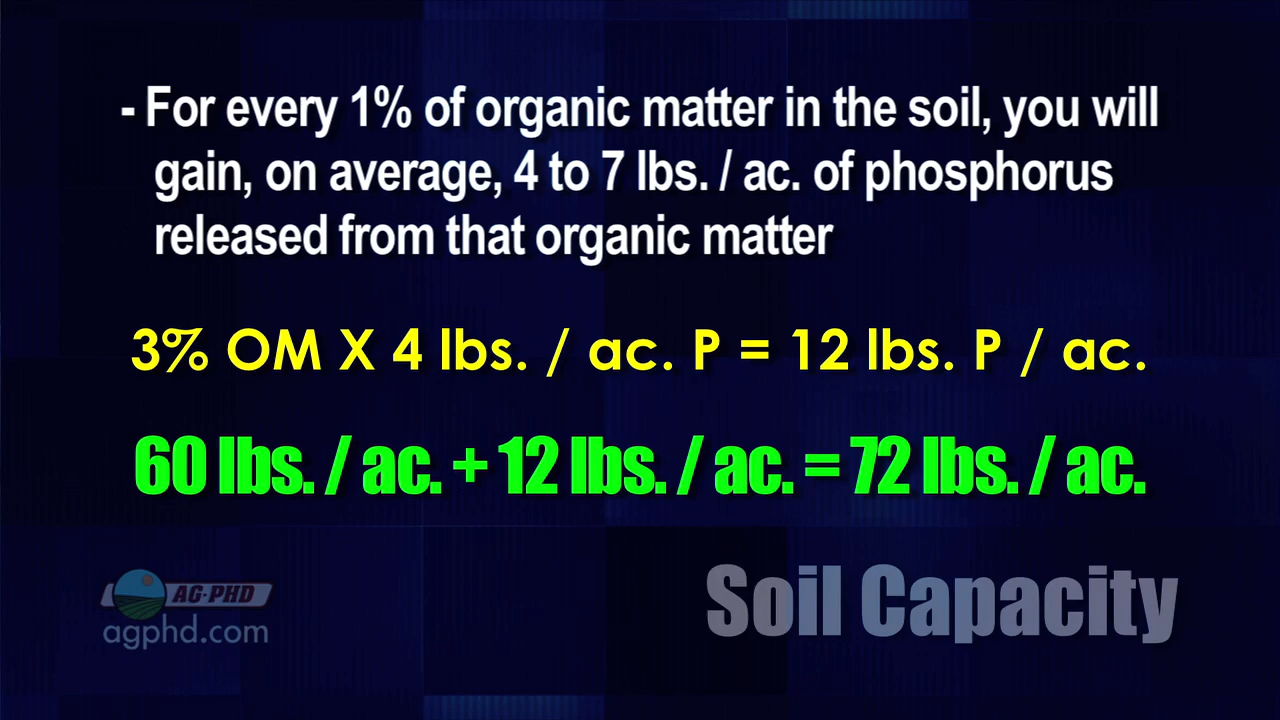 - For every 1% of organic matter in the soil, you will
gain, on average, 4 to 7 lbs. / ac. of phosphorus
released from that organic matter
3% OM X 4 lbs. / ac. P = 12 lbs. P / ac.
60 lbs. / ac. + 12 lbs. / ac. = 72 lbs. / ac.
AG-PHD
agphd.com
Soil Capacity